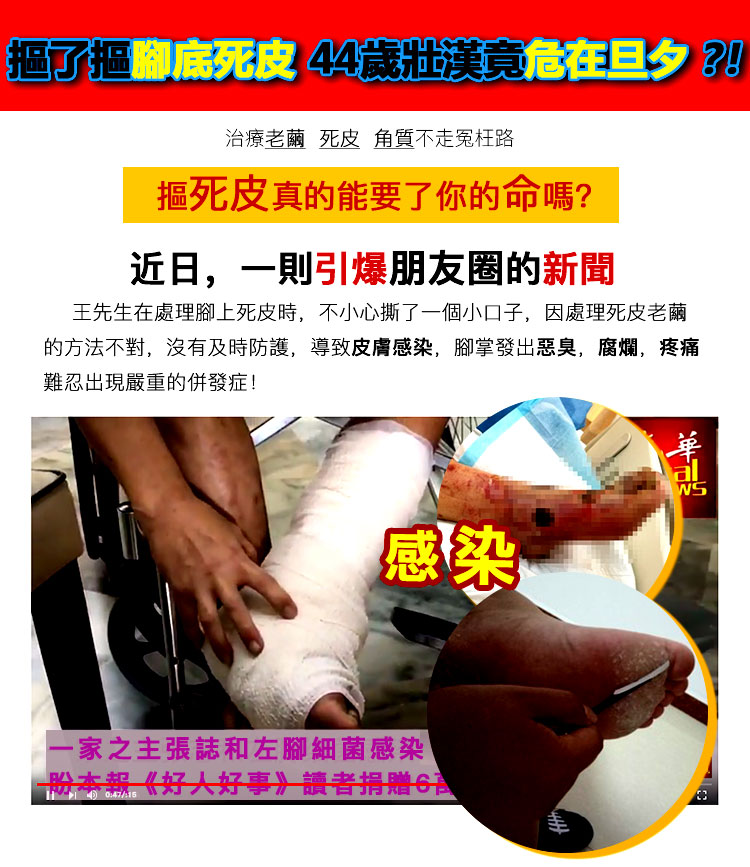 摳了摳腳底死皮 44歲壯漢竟危在旦夕?!
治療老繭 死皮 角質不走冤枉路
摳死皮真的能要了你的命嗎?
近日，一則引爆朋友圈的新聞
王先生在處理腳上死皮時，不小心撕了一個小口子，因處理死皮老繭
的方法不對，沒有及時防護，導致皮膚感染，腳掌發出惡臭，腐爛，疼痛
難忍出現嚴重的併發症！
華
al
ws
感染
一家之主張誌和左腳細菌感染
盼本報《好人好事》讀者捐贈6萬